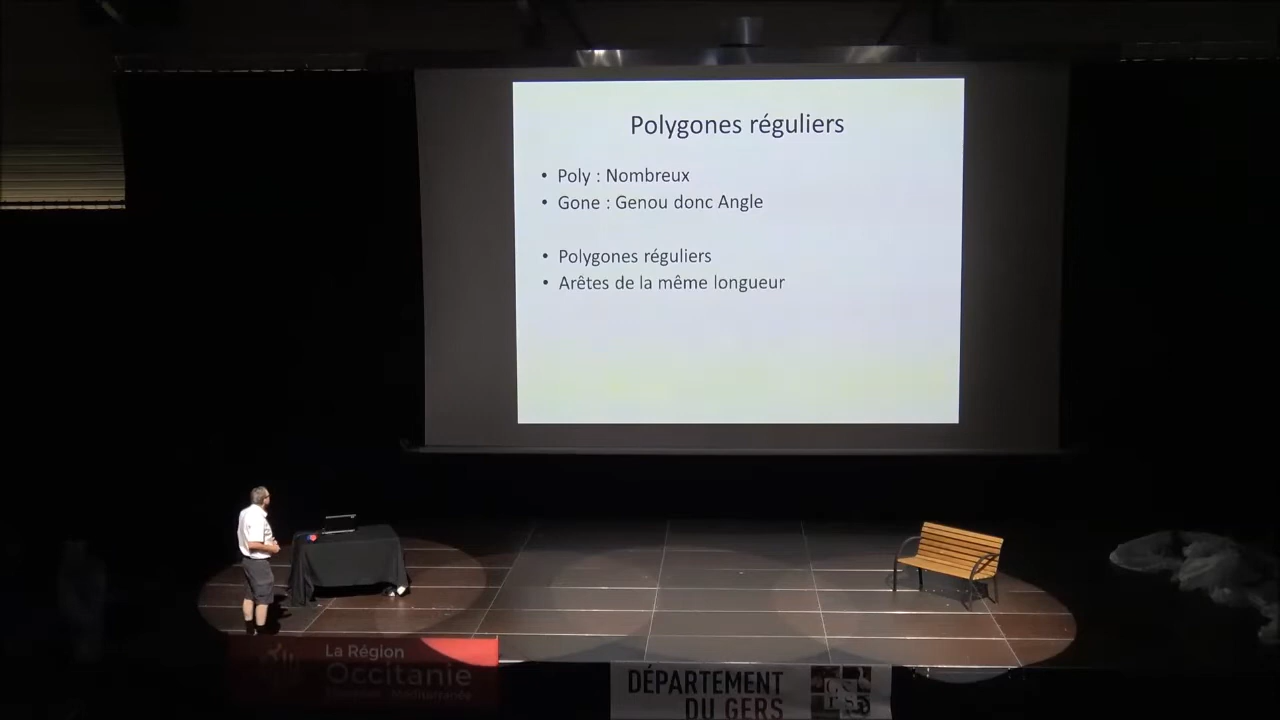 Polygones réguliers
• Poly : Nombreux
• Gone : Genou donc Angle
• Polygones réguliers
• Arêtes de la même longueur
La Région
Occitanie
DÉPARTEMENT
DU GERS